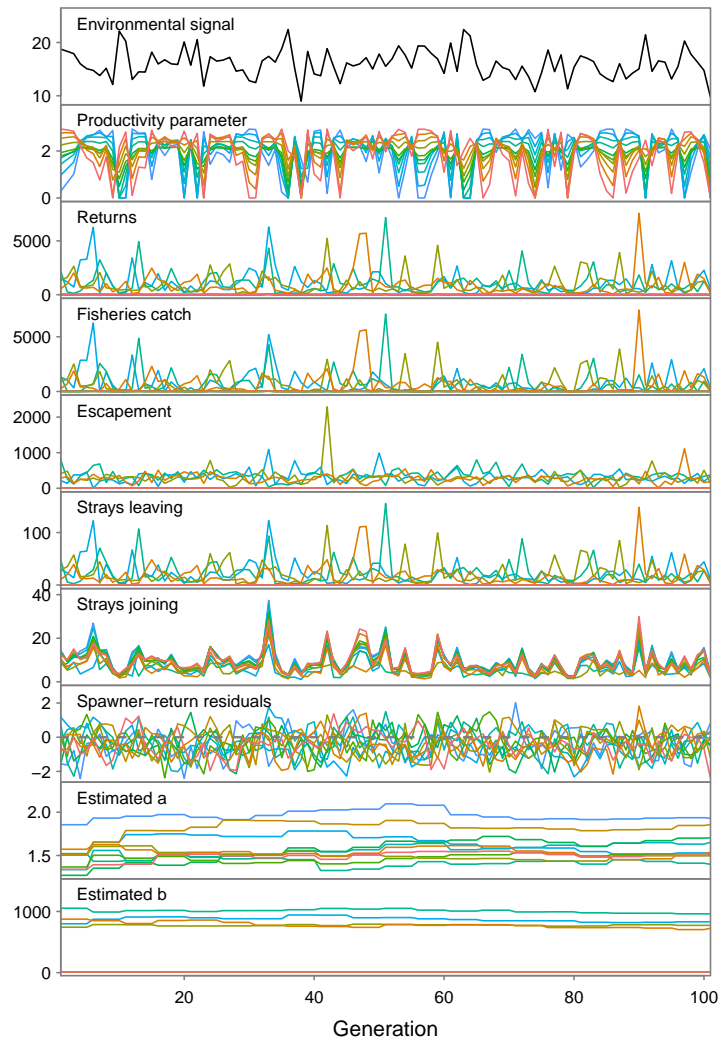 Environmental signal
20
10
Productivity parameter
2
0
Returns
5000
0
Fisheries catch
5000
0
Escapement
2000
1000
0
Strays leaving
100
0
Strays joining
40
20
0
Spawner−return residuals
2
0
−2
Estimated a
2.0
1.5
Estimated b
1000
0
20 40 60 80 100
Generation